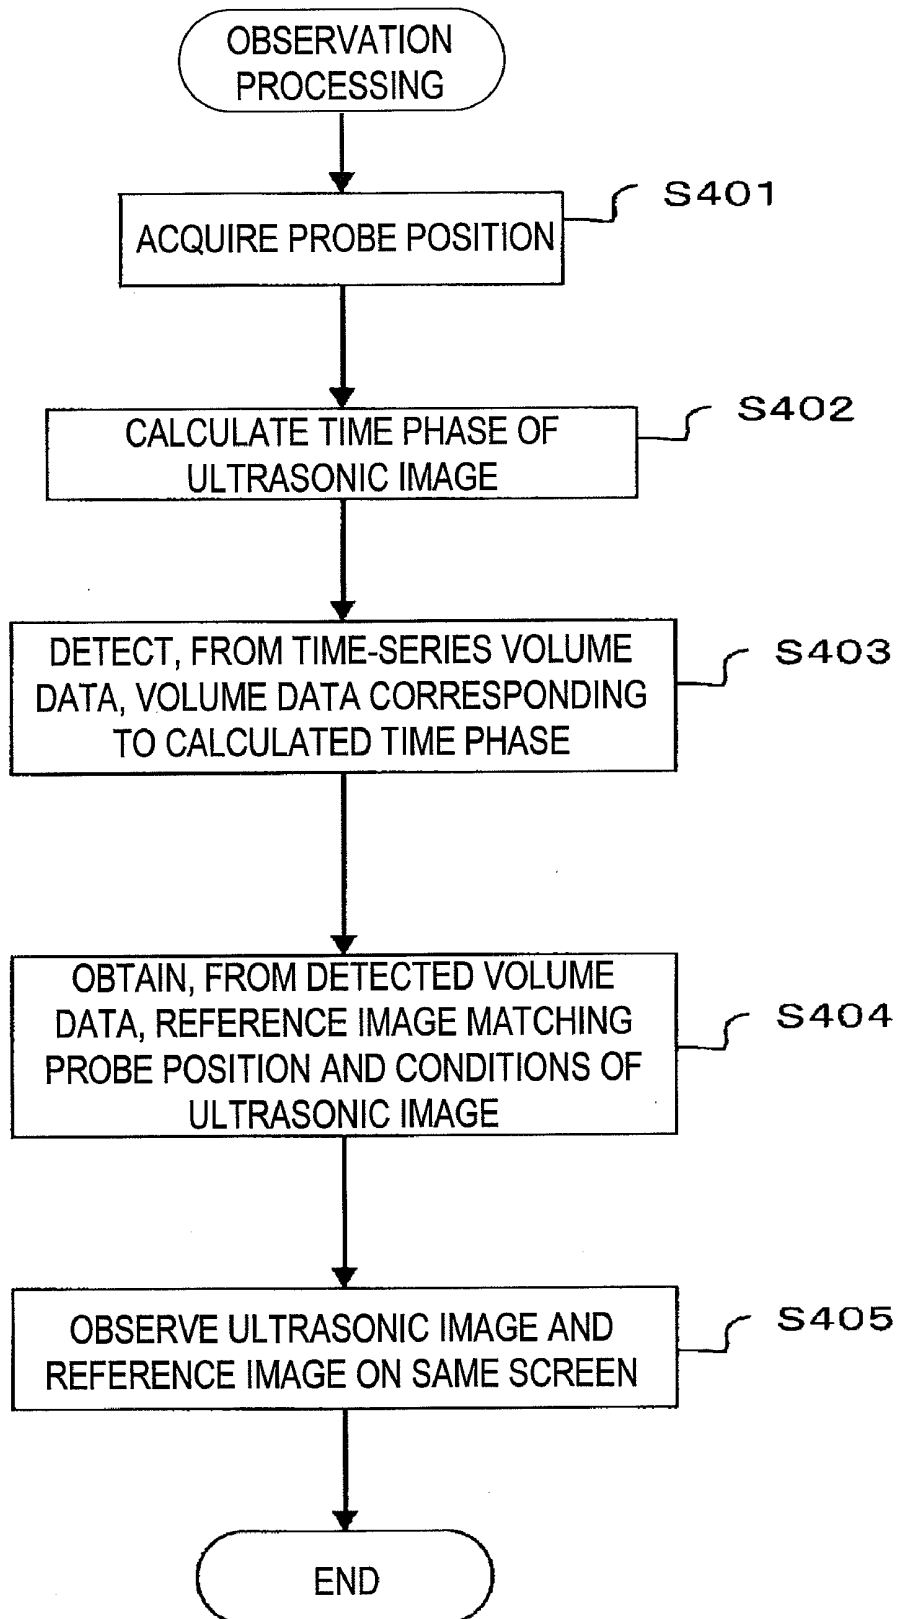 OBSERVATION
PROCESSING
S401
ACQUIRE PROBE POSITION
S402
CALCULATE TIME PHASE OF
ULTRASONIC IMAGE
S403
DETECT, FROM TIME-SERIES VOLUME
DATA, VOLUME DATA CORRESPONDING
TO CALCULATED TIME PHASE
S404
OBTAIN, FROM DETECTED VOLUME
DATA, REFERENCE IMAGE MATCHING
PROBE POSITION AND CONDITIONS OF
ULTRASONIC IMAGE
S405
OBSERVE ULTRASONIC IMAGE AND
REFERENCE IMAGE ON SAME SCREEN
END